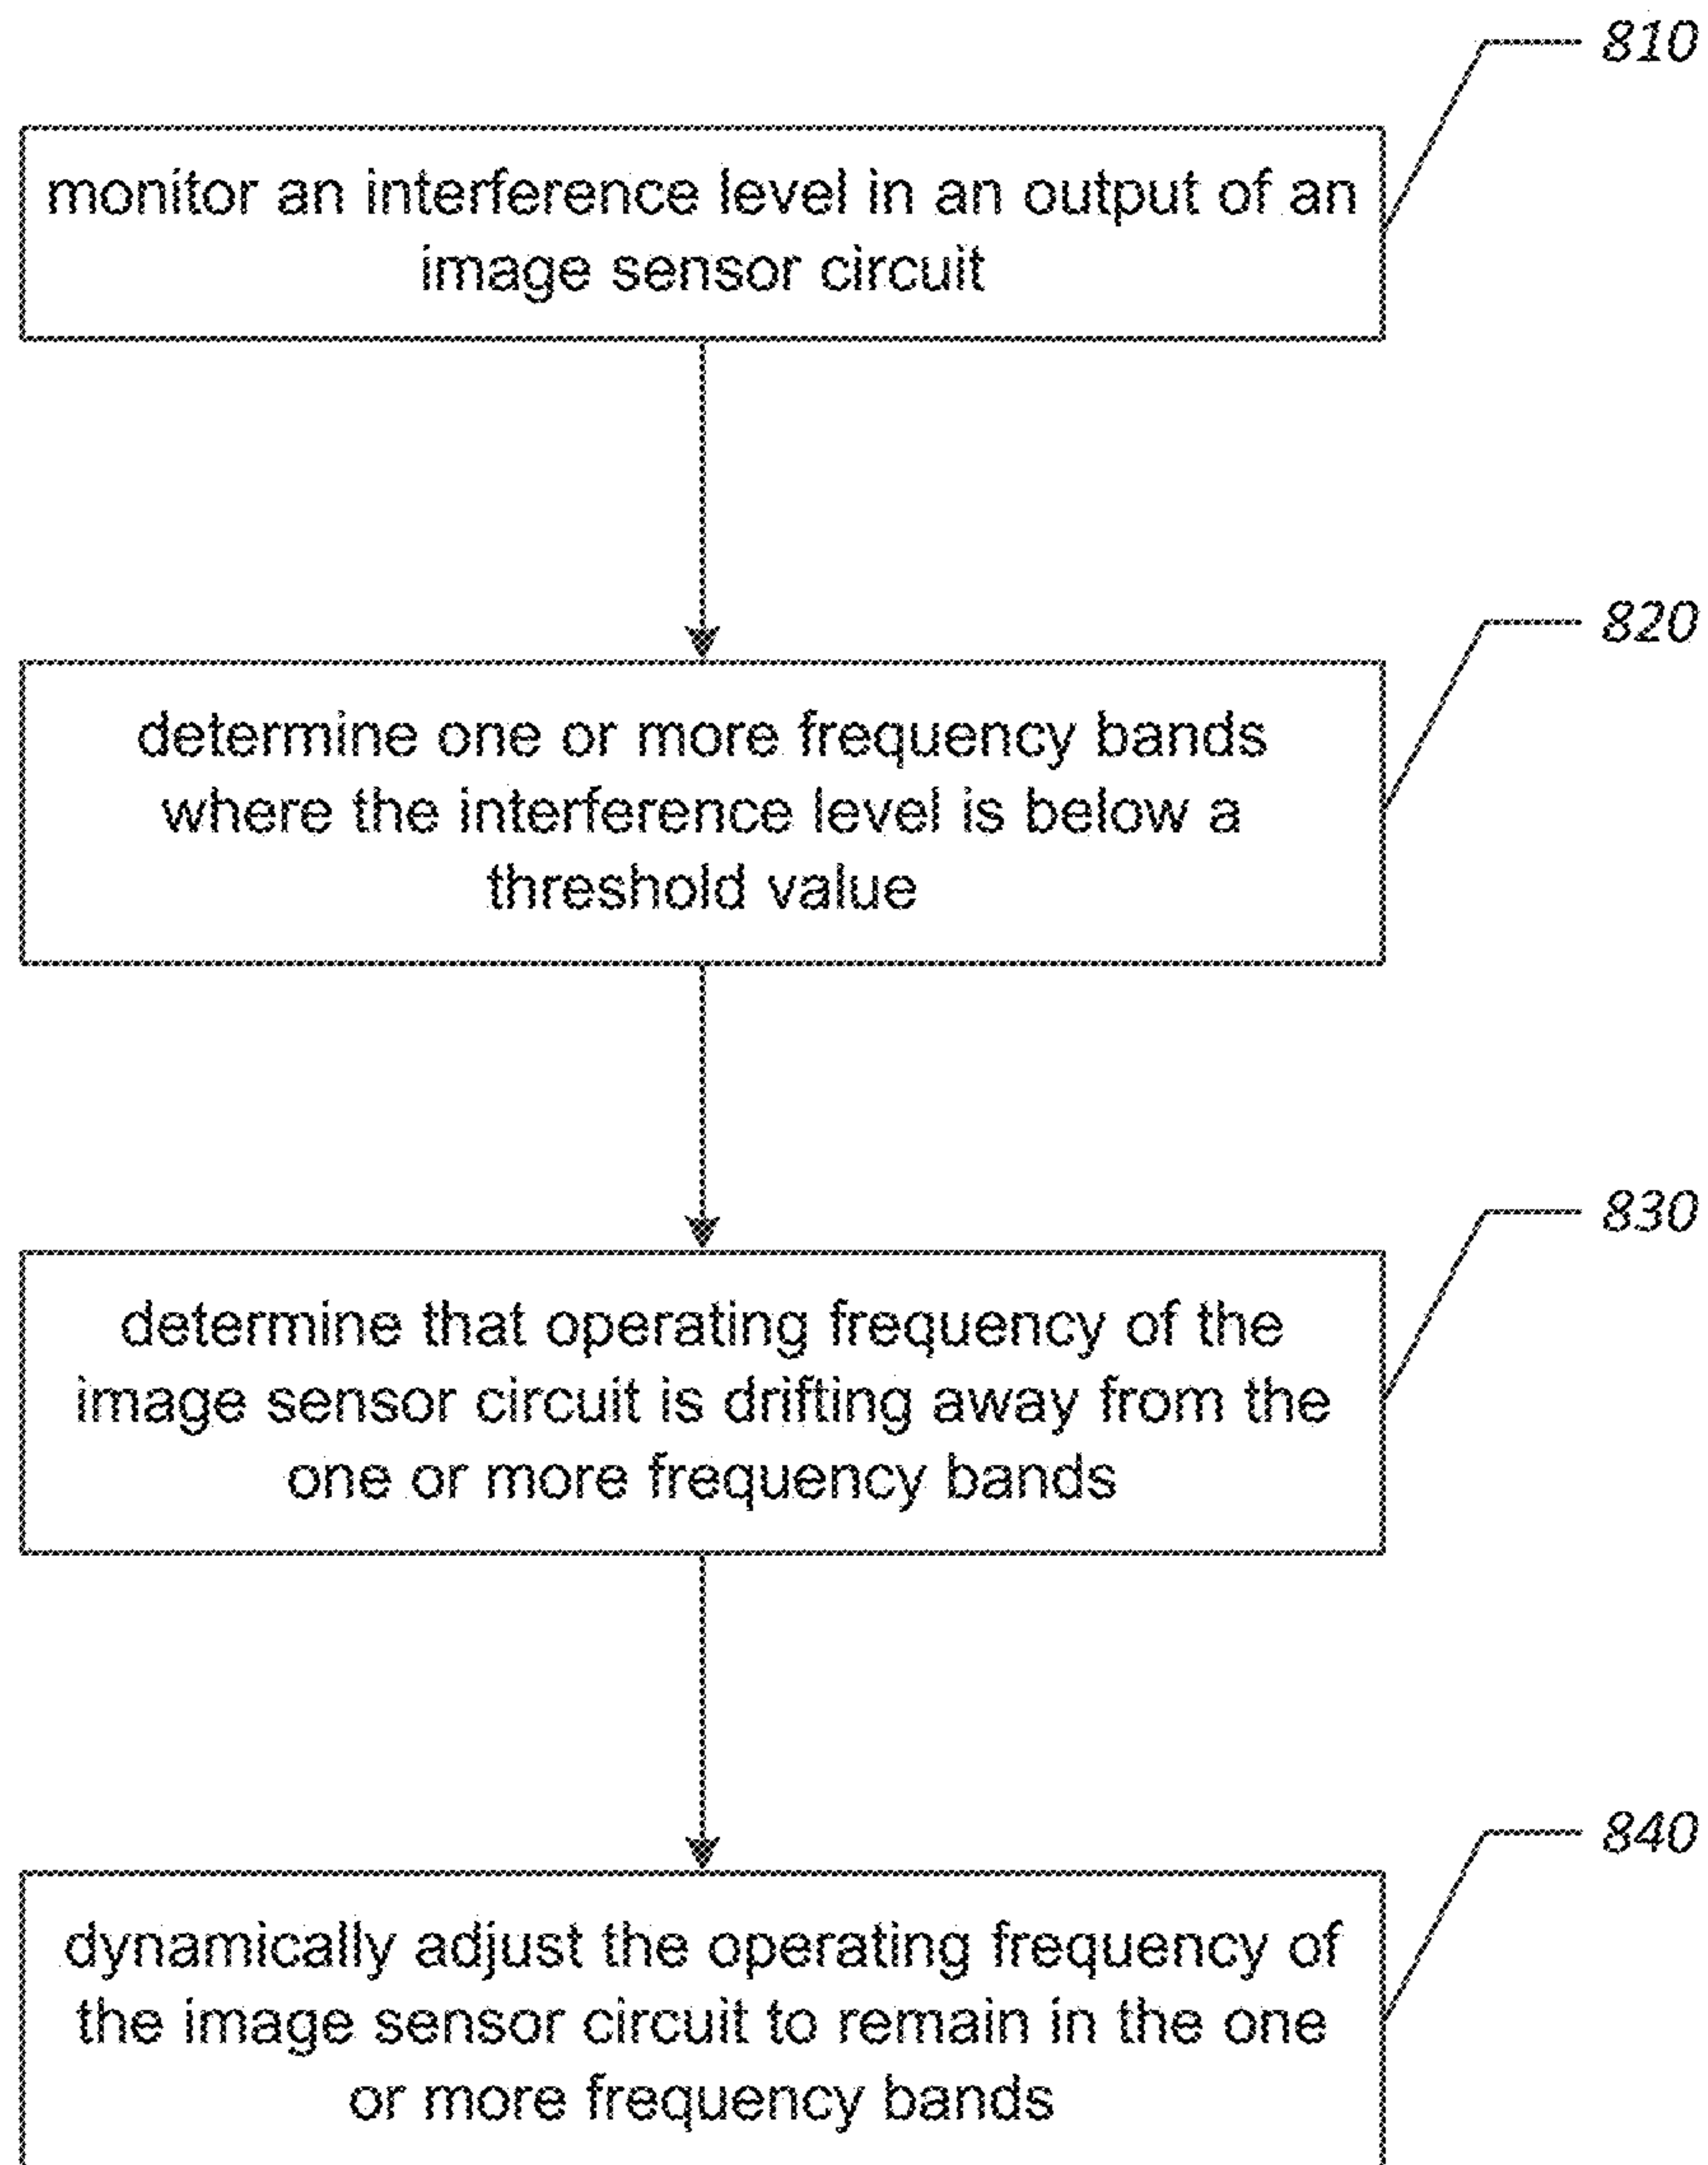 810
monitor an interference level in an output of an
image sensor circuit
820
determine one or more frequency bands
where the interference level is below a
threshold value
830
determine that operating frequency of the
image sensor circuit is drifting away from the
one or more frequency bands
840
dynamically adjust the operating frequency of
the image sensor circuit to remain in the one
or more frequency bands